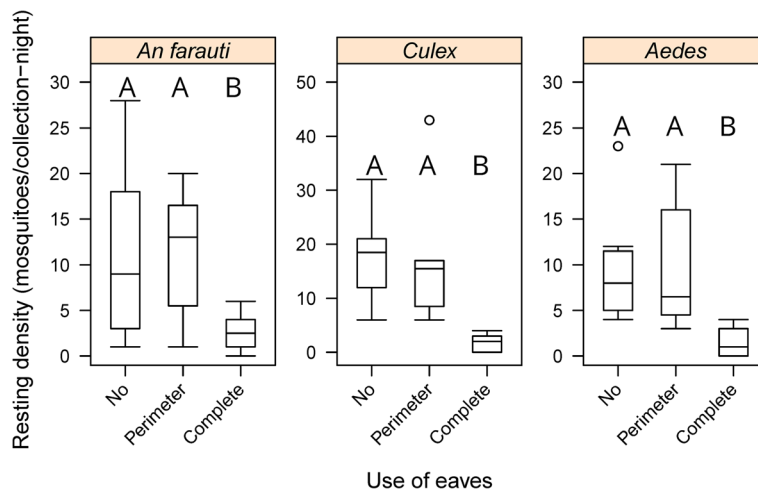 Resting density (mosquitoes/collection−night)
An farauti
30
25
20
15
10
5
0
A A B
No
Perimeter
Complete
Culex
50
40
30
20
10
0
A A B
No
Perimeter
Complete
Aedes
30
25
20
15
10
5
0
A A B
No
Perimeter
Complete
Use of eaves